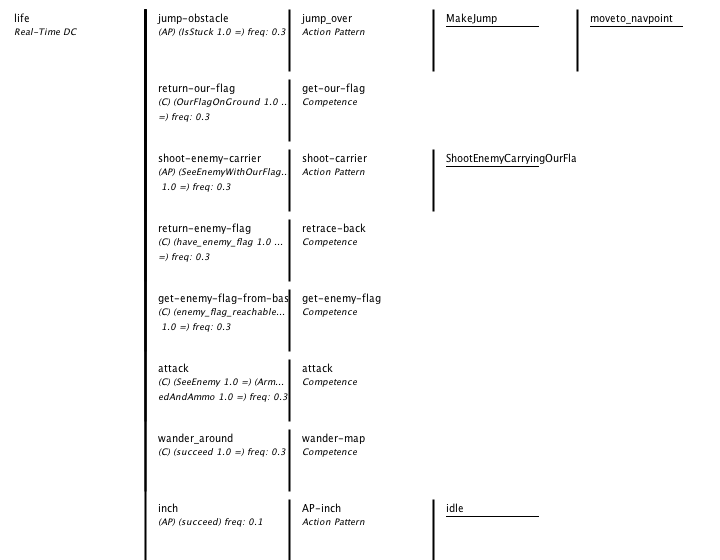 life
Real-Time DC
jump-obstacle
(AP) (IsStuck 1.0 =) freq: 0.3
jump_over
Action Pattern
MakeJump
moveto_navpoint
return-our-flag
(C) (OurFlagOnGround 1.0 ...
=) freq: 0.3
get-our-flag
Competence
shoot-enemy-carrier
(AP) (SeeEnemyWithOurFlag...
1.0 =) freq: 0.3
shoot-carrier
Action Pattern
ShootEnemyCarryingOurFla
return-enemy-flag
(C) (have_enemy_flag 1.0 ...
=) freq: 0.3
retrace-back
Competence
get-enemy-flag-from-bas
(C) (enemy_flag_reachable...
1.0 =) freq: 0.3
get-enemy-flag
Competence
attack
(C) (SeeEnemy 1.0 =) (Arm...
edAndAmmo 1.0 =) freq: 0.3
attack
Competence
wander_around
(C) (succeed 1.0 =) freq: 0.3
wander-map
Competence
inch
(AP) (succeed) freq: 0.1
AP-inch
Action Pattern
idle